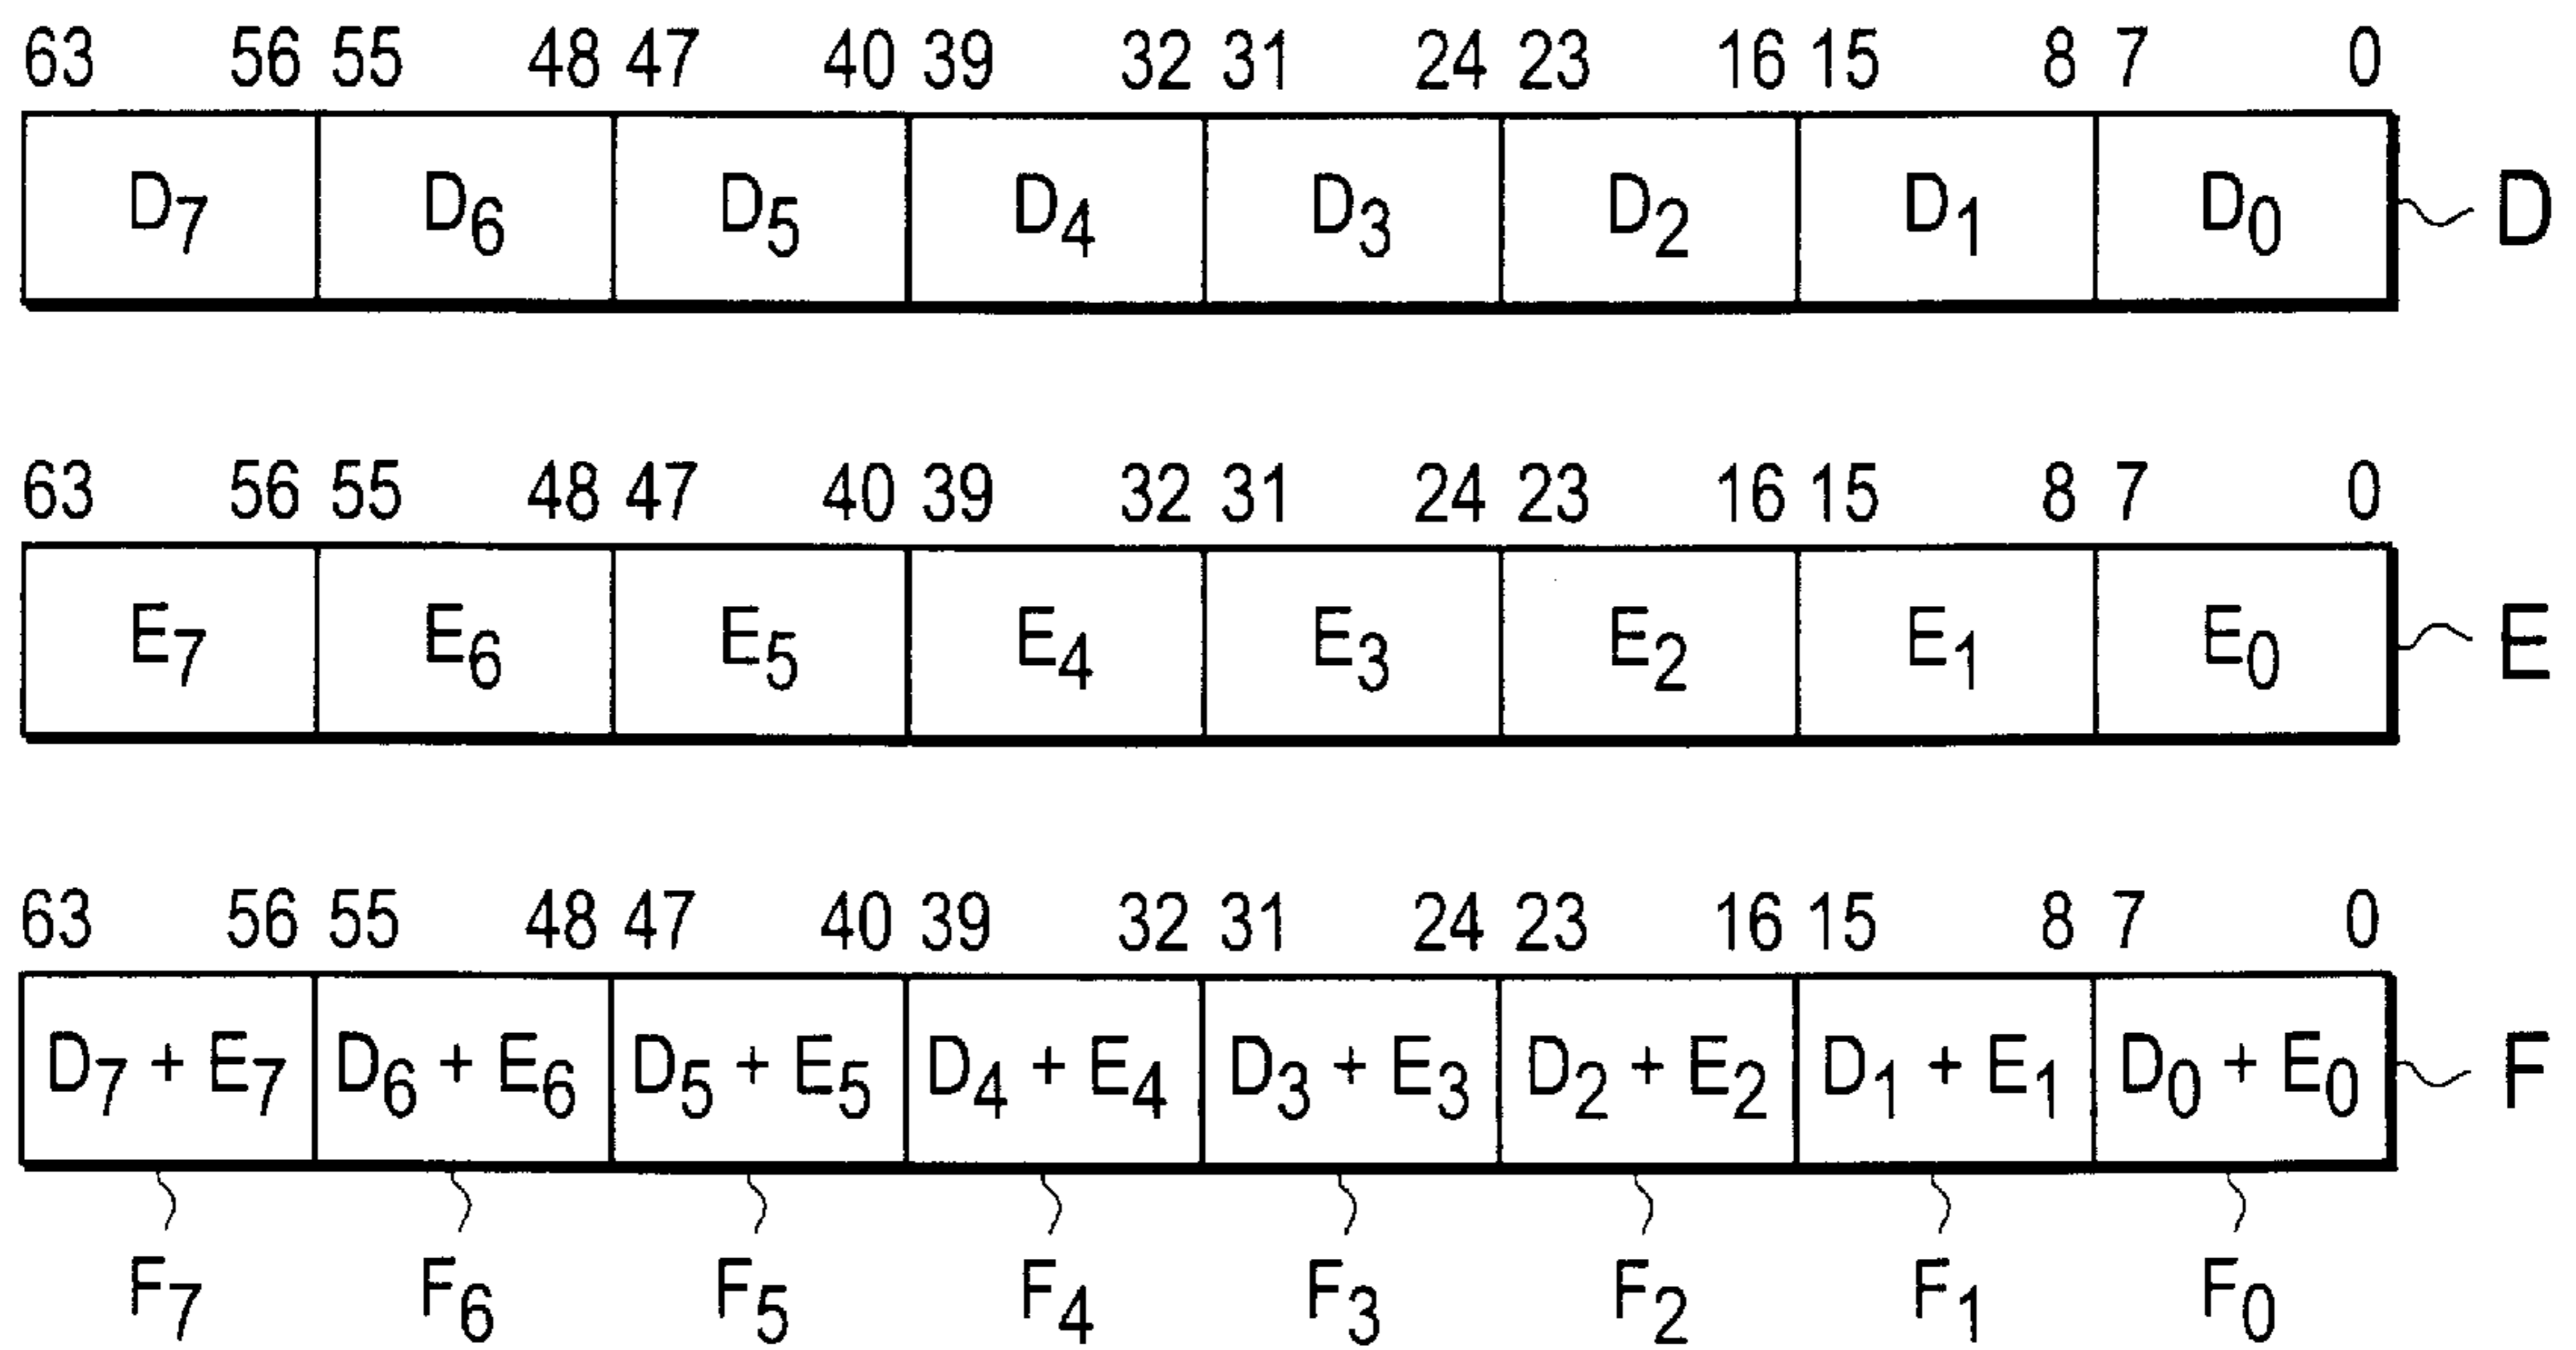 63 56 55 48 47 40 39 32 31 24 23 16 15 8 7 0
D7 D6 D5 D4 D3 D2 D1 D0 D
63 56 55 48 47 40 39 32 31 24 23 16 15 8 7 0
E7 E6 E5 E4 E3 E2 E1 E0 E
63 56 55 48 47 40 39 32 31 24 23 16 15 8 7 0
D7 + E7 D6 + E6 D5 + E5 D4 + E4 D3 + E3 D2 + E2 D1 + E1 D0 + E0 F
F7 F6 F5 F4 F3 F2 F1 F0